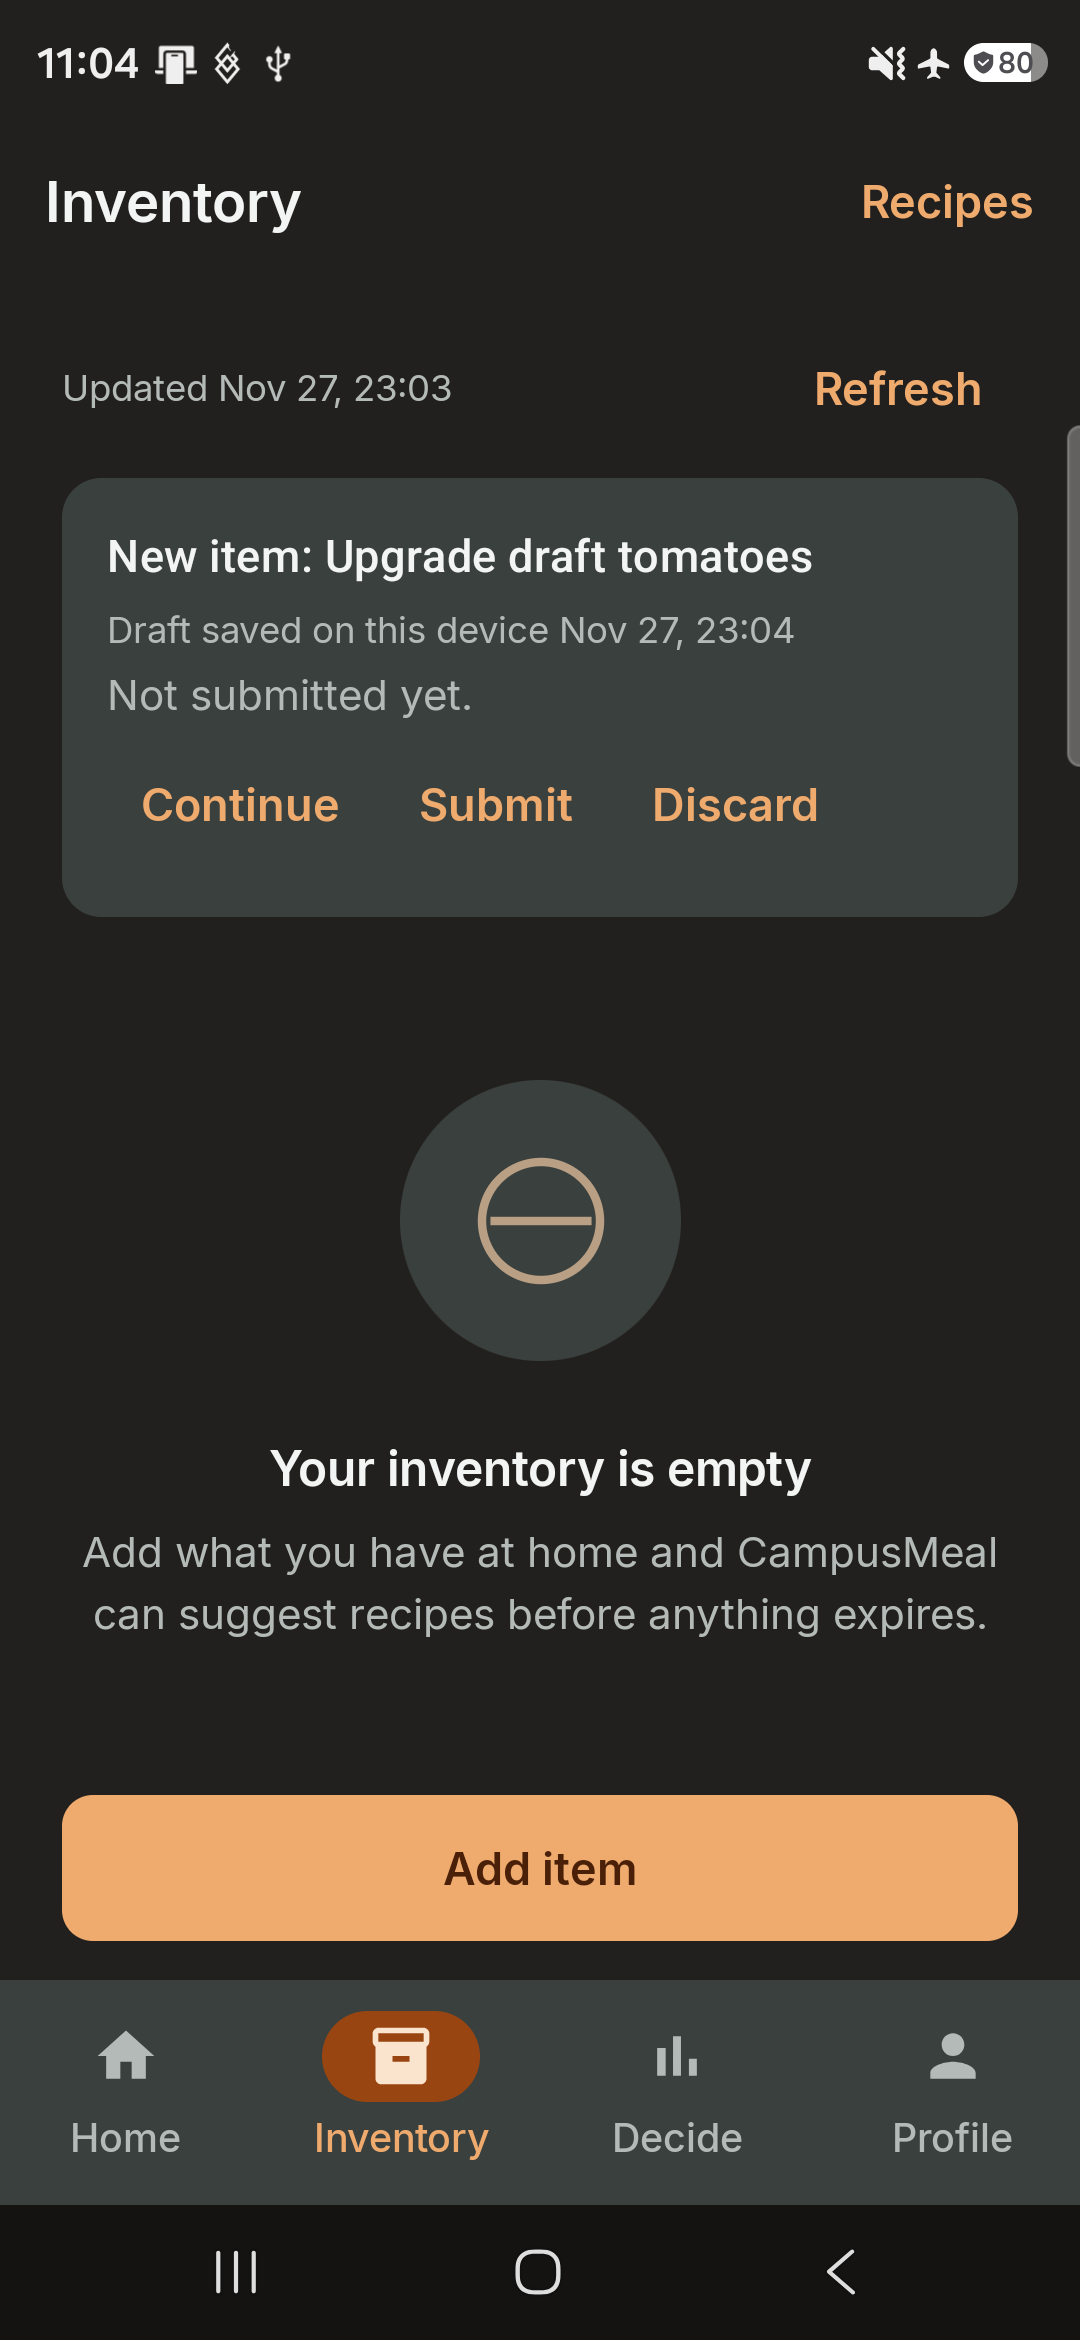 11:04
80
Inventory
Recipes
Updated Nov 27, 23:03
Refresh
New item: Upgrade draft tomatoes
Draft saved on this device Nov 27, 23:04
Not submitted yet.
Continue Submit Discard
Your inventory is empty
Add what you have at home and CampusMeal
can suggest recipes before anything expires.
Add item
Home Inventory Decide Profile